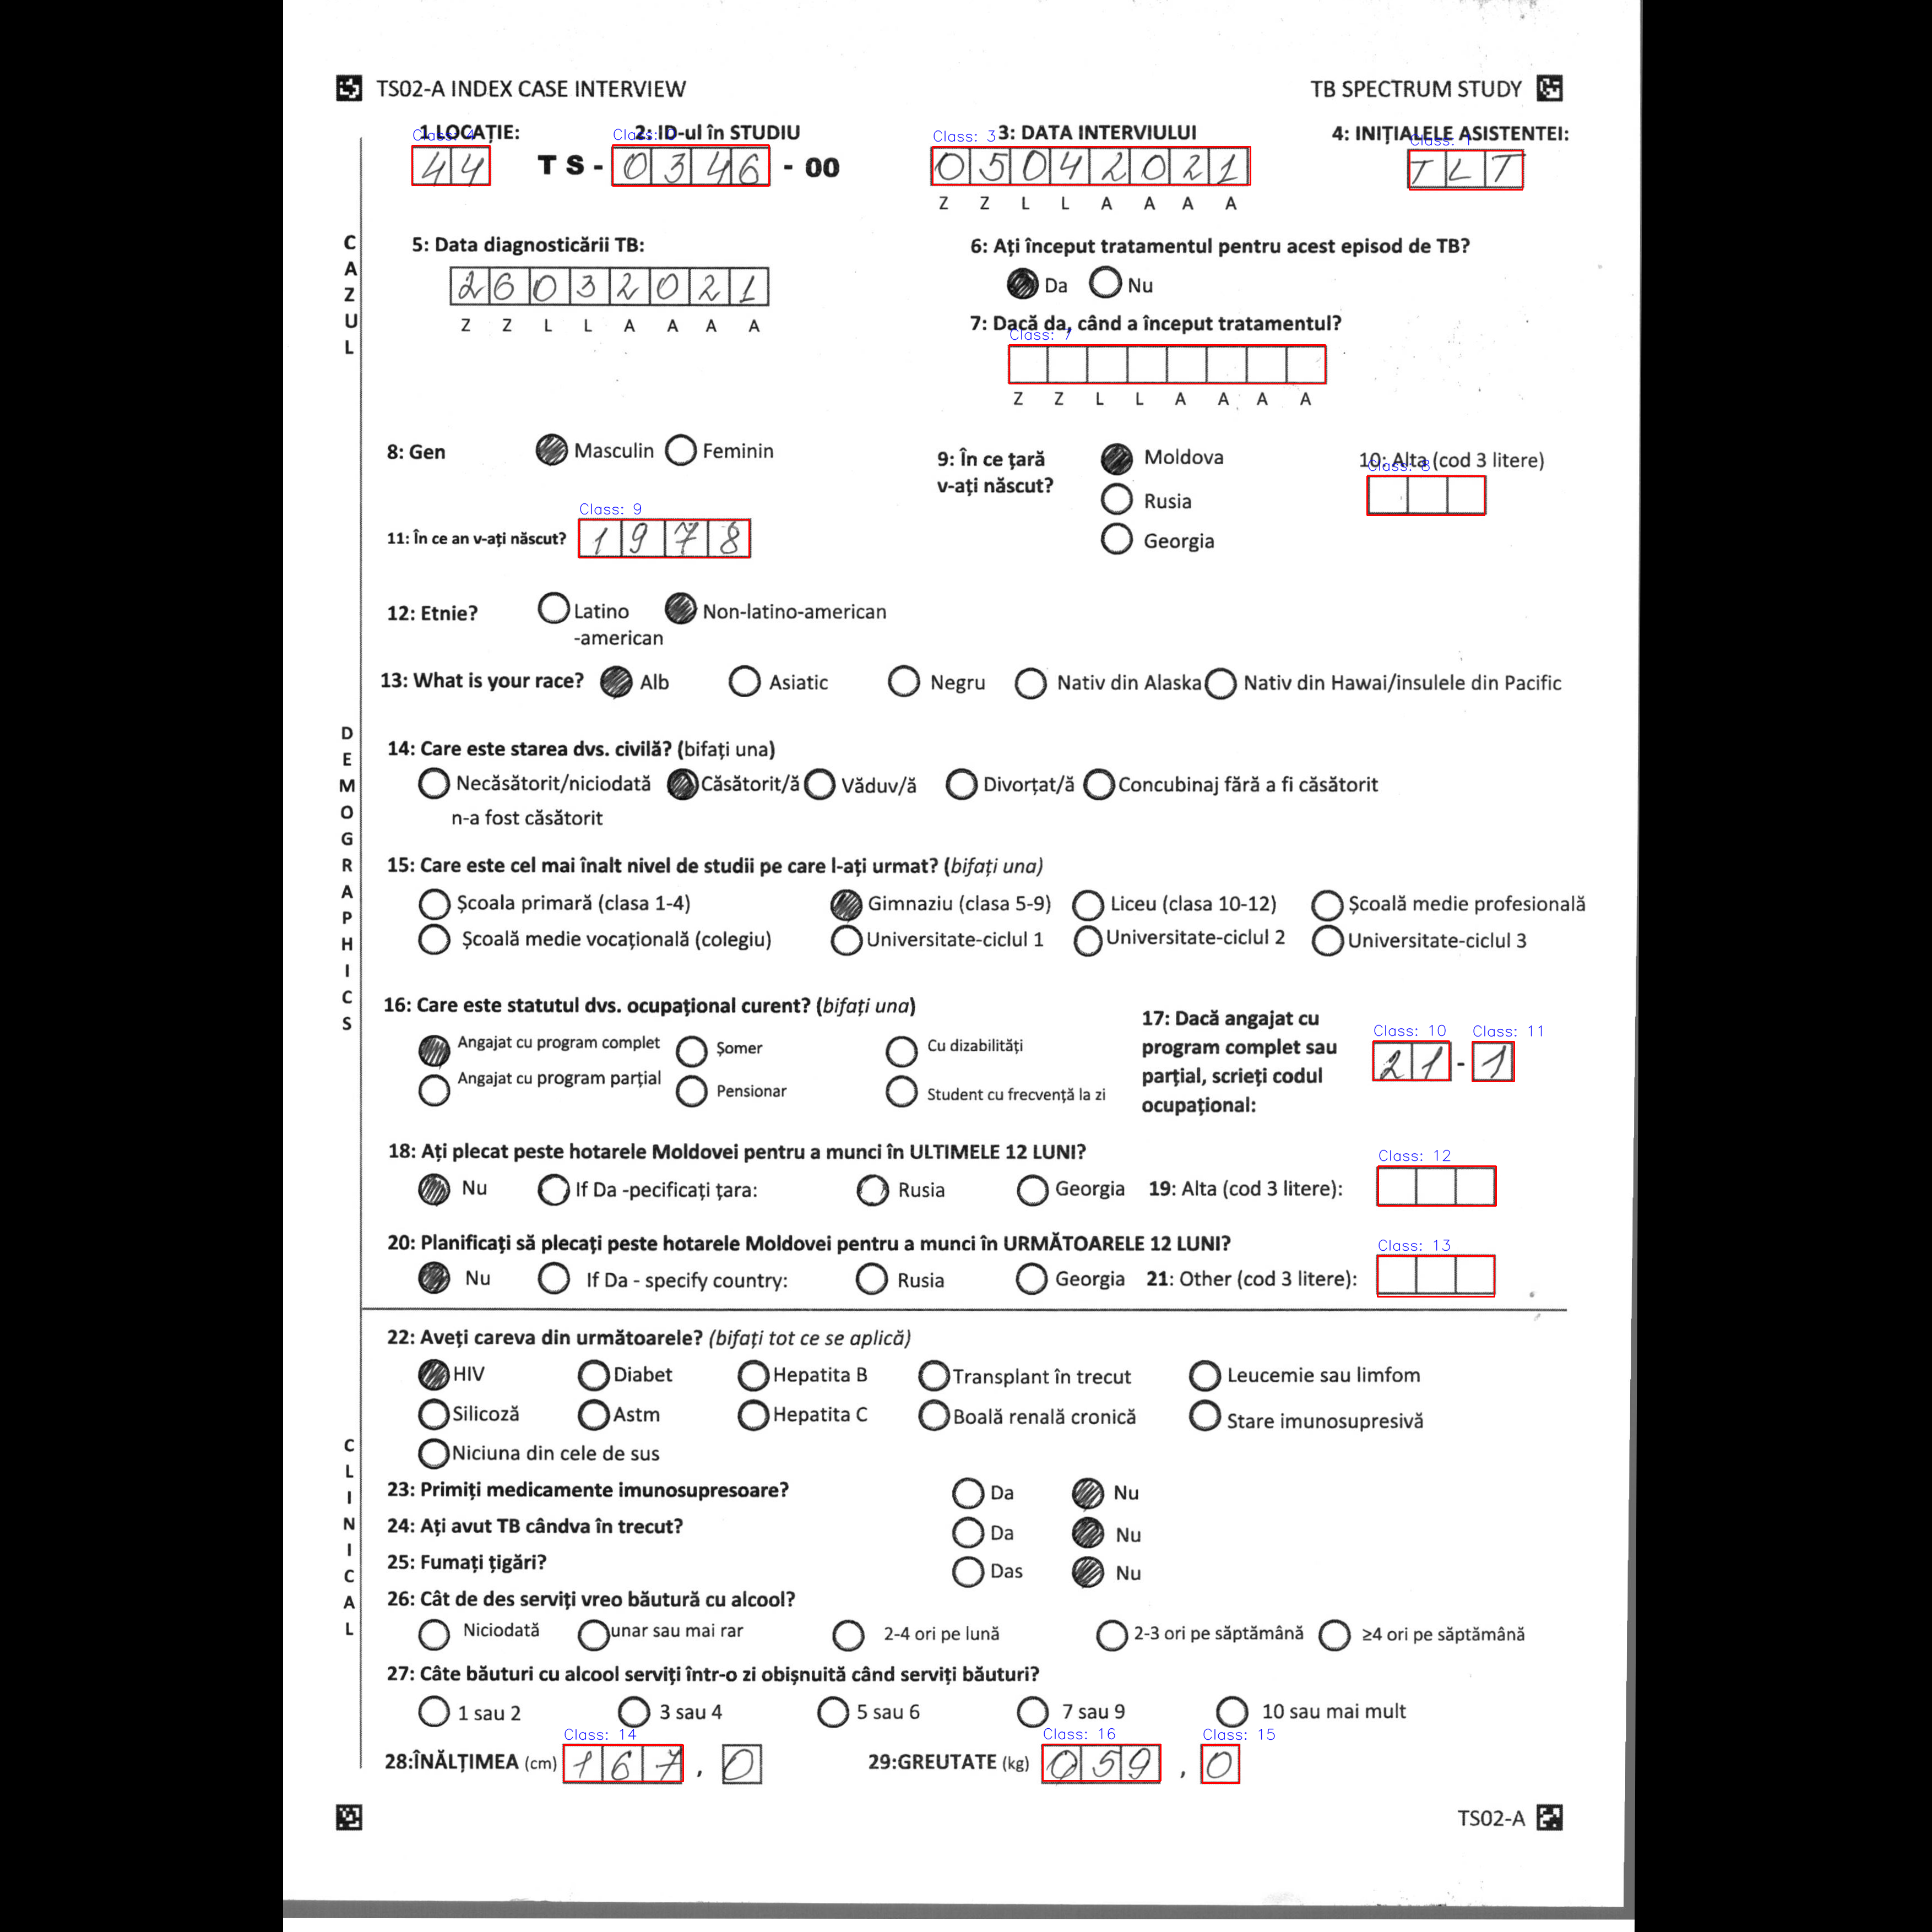 TS02-A INDEX CASE INTERVIEW TB SPECTRUM STUDY
1 LOCAȚIE: 2: ID-ul în STUDIU 3: DATA INTERVIULUI 4: INIȚIALELE ASISTENTEI:
Class: 4 Class: Class: 3 Class: 1
44 TS- 0346 - 00 05042021 TLT
Z Z L L A A A A
CAZUL
5: Data diagnosticării TB: 6: Ați început tratamentul pentru acest episod de TB?
26032021 Da Nu
Z Z L L A A A A 7: Dacă da, când a început tratamentul?
Class: 7
Z Z L L A A A A
8: Gen Masculin Feminin 9: În ce țară v-ați născut? Moldova 10: Alta (cod 3 litere)
Class: 8
Rusia
Class: 9
11: În ce an v-ați născut? 1978 Georgia
12: Etnie? Latino -american Non-latino-american
13: What is your race? Alb Asiatic Negru Nativ din Alaska Nativ din Hawai/insulele din Pacific
DEMOGRAPHICS
14: Care este starea dvs. civilă? (bifați una)
Necăsătorit/niciodată Căsătorit/ă Văduv/ă Divorțat/ă Concubinaj fără a fi căsătorit
n-a fost căsătorit
15: Care este cel mai înalt nivel de studii pe care l-ați urmat? (bifați una)
Școala primară (clasa 1-4) Gimnaziu (clasa 5-9) Liceu (clasa 10-12) Școală medie profesională
Școală medie vocațională (colegiu) Universitate-ciclul 1 Universitate-ciclul 2 Universitate-ciclul 3
16: Care este statutul dvs. ocupațional curent? (bifați una)
Angajat cu program complet Șomer Cu dizabilități
Angajat cu program parțial Pensionar Student cu frecvență la zi
17: Dacă angajat cu
program complet sau
parțial, scrieți codul
ocupațional:
Class: 10 Class: 11
21 - 1
18: Ați plecat peste hotarele Moldovei pentru a munci în ULTIMELE 12 LUNI?
Class: 12
Nu If Da -pecificați țara: Rusia Georgia 19: Alta (cod 3 litere):
20: Planificați să plecați peste hotarele Moldovei pentru a munci în URMĂTOARELE 12 LUNI?
Class: 13
Nu If Da - specify country: Rusia Georgia 21: Other (cod 3 litere):
CLINICAL
22: Aveți careva din următoarele? (bifați tot ce se aplică)
HIV Diabet Hepatita B Transplant în trecut Leucemie sau limfom
Silicoză Astm Hepatita C Boală renală cronică Stare imunosupresivă
Niciuna din cele de sus
23: Primiți medicamente imunosupresoare? Da Nu
24: Ați avut TB cândva în trecut? Da Nu
25: Fumați țigări? Das Nu
26: Cât de des serviți vreo băutură cu alcool?
Niciodată unar sau mai rar 2-4 ori pe lună 2-3 ori pe săptămână ≥4 ori pe săptămână
27: Câte băuturi cu alcool serviți într-o zi obișnuită când serviți băuturi?
1 sau 2 3 sau 4 5 sau 6 7 sau 9 10 sau mai mult
Class: 14 Class: 16 Class: 15
28:ÎNĂLȚIMEA (cm) 167 , 0 29:GREUTATE (kg) 059 , 0
TS02-A